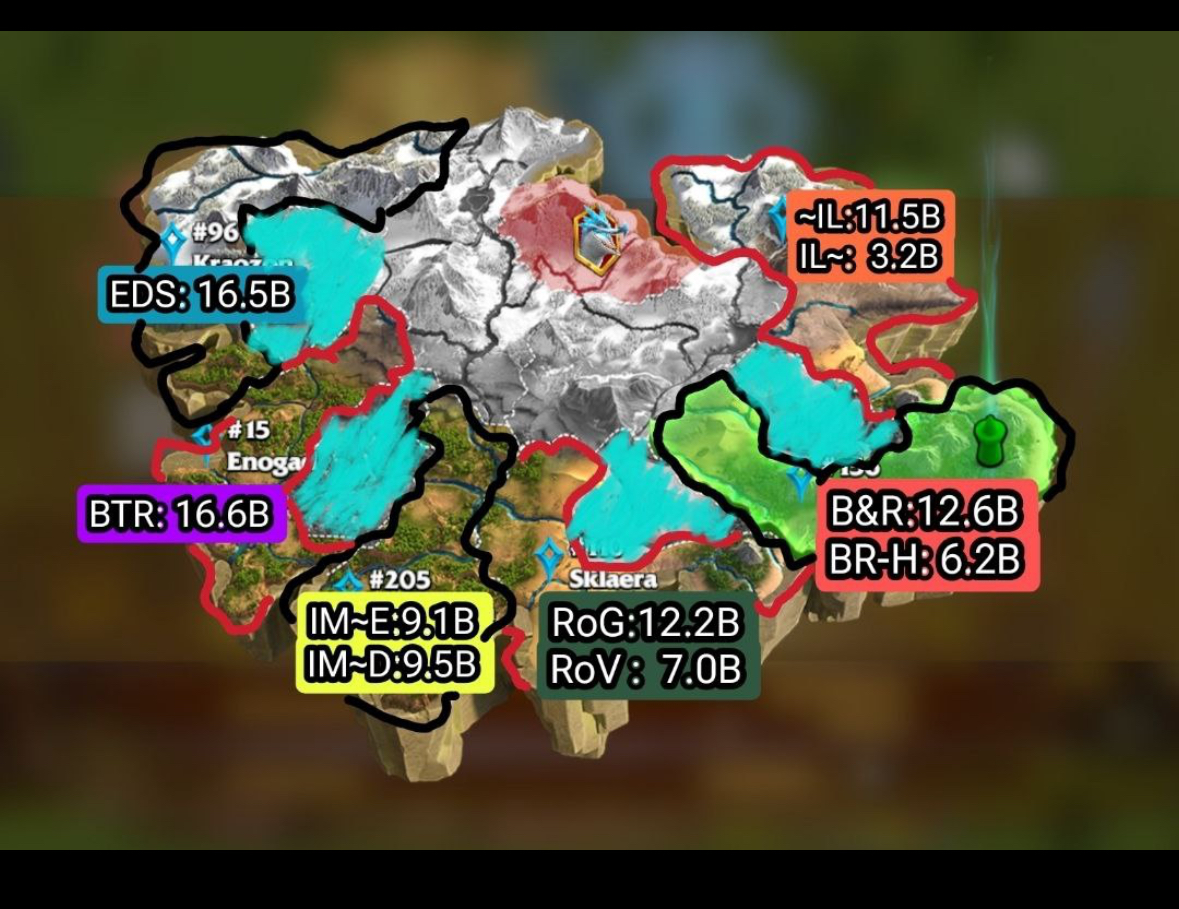 ~IL:11.5B
IL~: 3.2B
#96
EDS: 16.5B
#15
Enoga
BTR: 16.6B
B&R:12.6B
BR-H: 6.2B
#205
Sklaera
IM~E:9.1B
IM~D:9.5B
RoG:12.2B
RoV : 7.0B